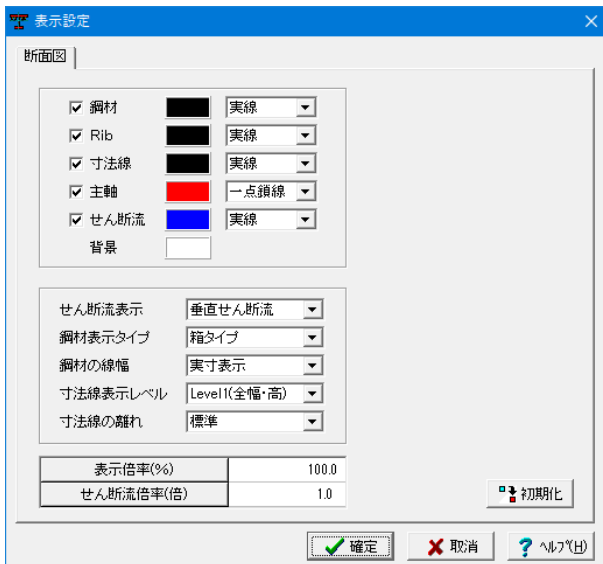 表示設定
断面図
鋼材 実線
Rib 実線
寸法線 実線
主軸 一点鎖線
せん断流 実線
背景
せん断流表示 垂直せん断流
鋼材表示タイプ 箱タイプ
鋼材の線幅 実寸表示
寸法線表示レベル Level1(全幅・高)
寸法線の離れ 標準
表示倍率(%) 100.0
せん断流倍率(倍) 1.0
初期化
確定 取消 ヘルプ(H)